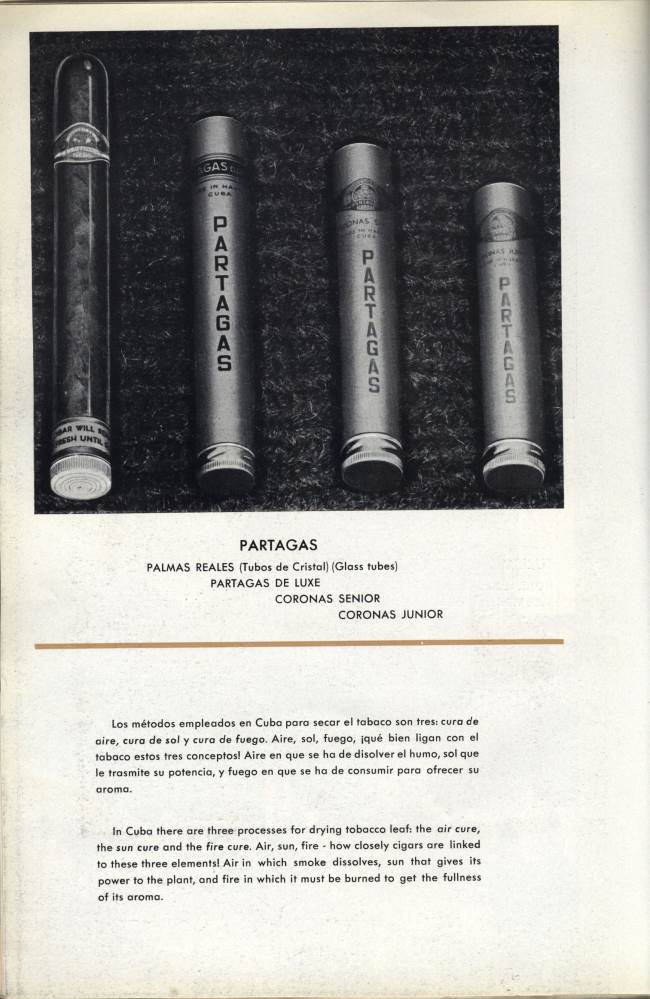 PARTAGAS
CUBA
PARTAGAS
CUBA
PARTAGAS
PARTAGAS
WILL
FRESH UNTIL
PARTAGAS
PALMAS REALES (Tubos de Cristal) (Glass tubes)
PARTAGAS DE LUXE
CORONAS SENIOR
CORONAS JUNIOR
Los métodos empleados en Cuba para secar el tabaco son tres: cura de
aire, cura de sol y cura de fuego. Aire, sol, fuego, ¡qué bien ligan con el
tabaco estos tres conceptos! Aire en que se ha de disolver el humo, sol que
le trasmite su potencia, y fuego en que se ha de consumir para ofrecer su
aroma.
In Cuba there are three processes for drying tobacco leaf: the air cure,
the sun cure and the fire cure. Air, sun, fire - how closely cigars are linked
to these three elements! Air in which smoke dissolves, sun that gives its
power to the plant, and fire in which it must be burned to get the fullness
of its aroma.